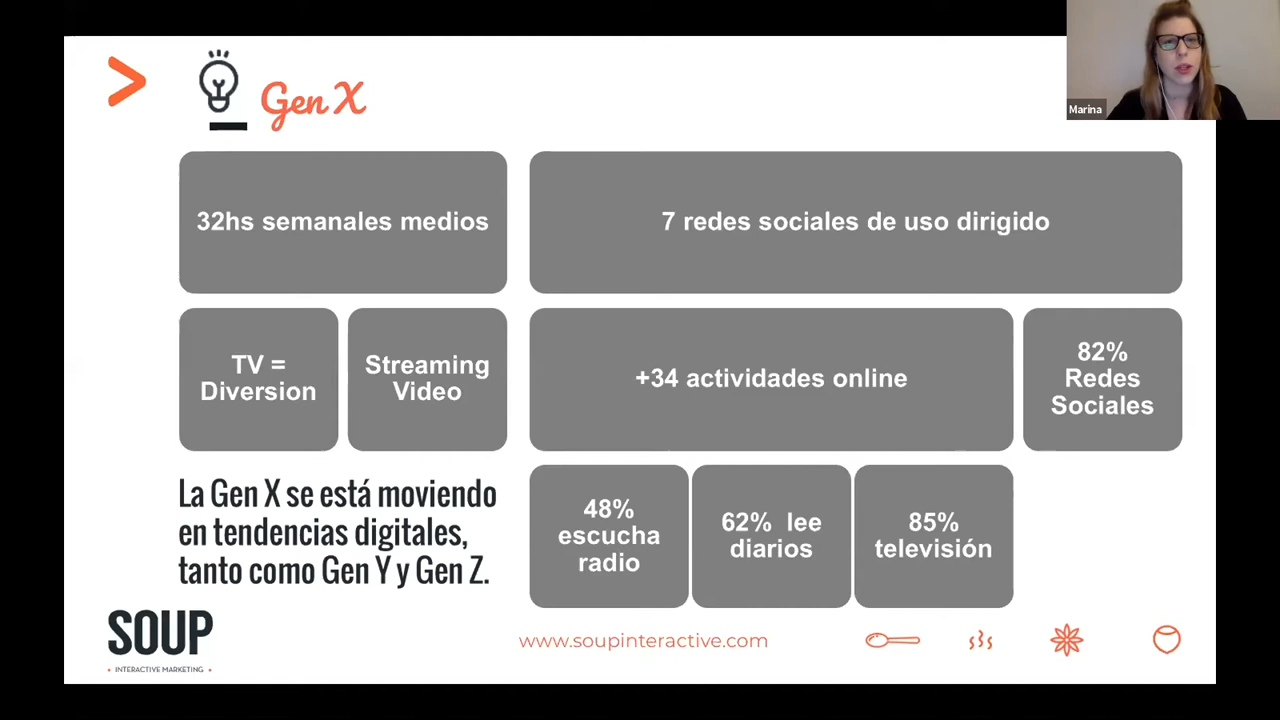 Marina
Gen X
32hs semanales medios
7 redes sociales de uso dirigido
TV =
Diversion
Streaming
Video
+34 actividades online
82%
Redes
Sociales
La Gen X se está moviendo
en tendencias digitales,
tanto como Gen Y y Gen Z.
48%
escucha
radio
62% lee
diarios
85%
televisión
SOUP
INTERACTIVE MARKETING
www.soupinteractive.com